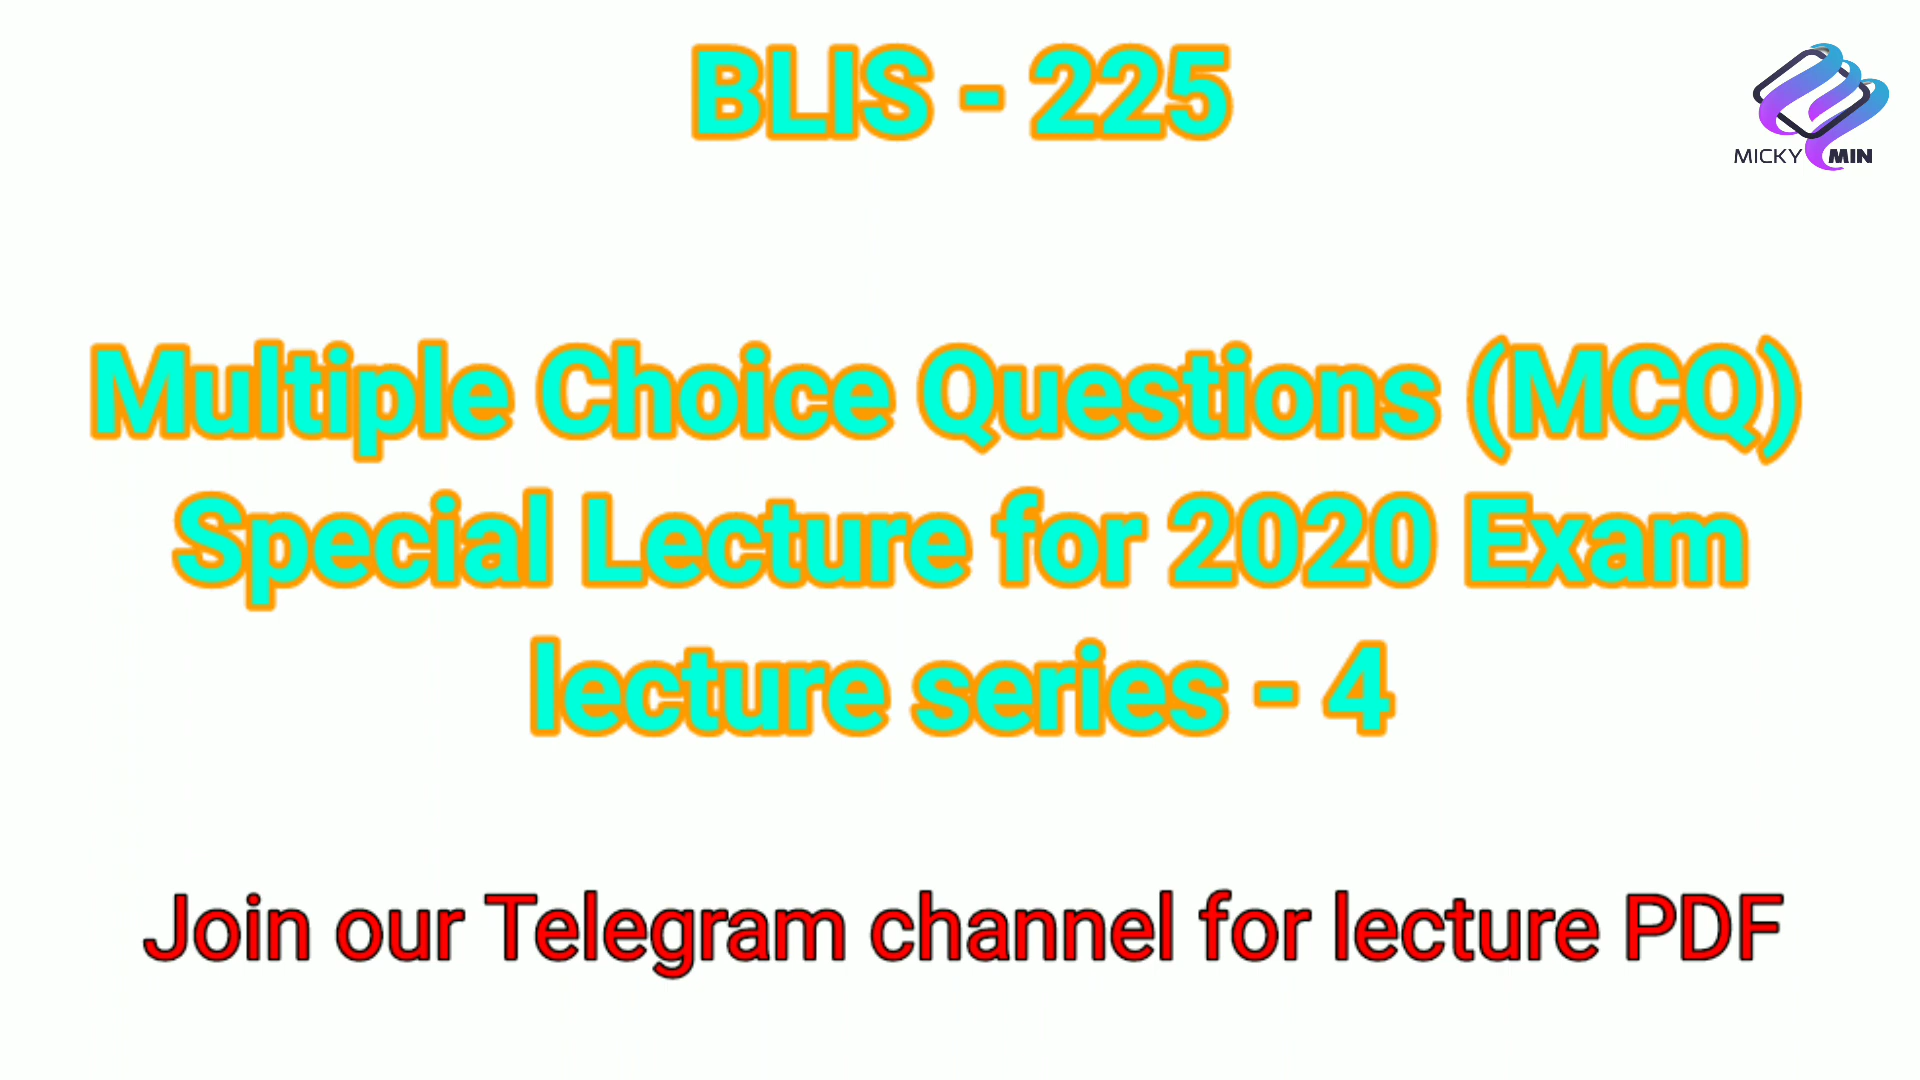 BLIS - 225
MICKY MIN
Multiple Choice Questions (MCQ)
Special Lecture for 2020 Exam
lecture series - 4
Join our Telegram channel for lecture PDF